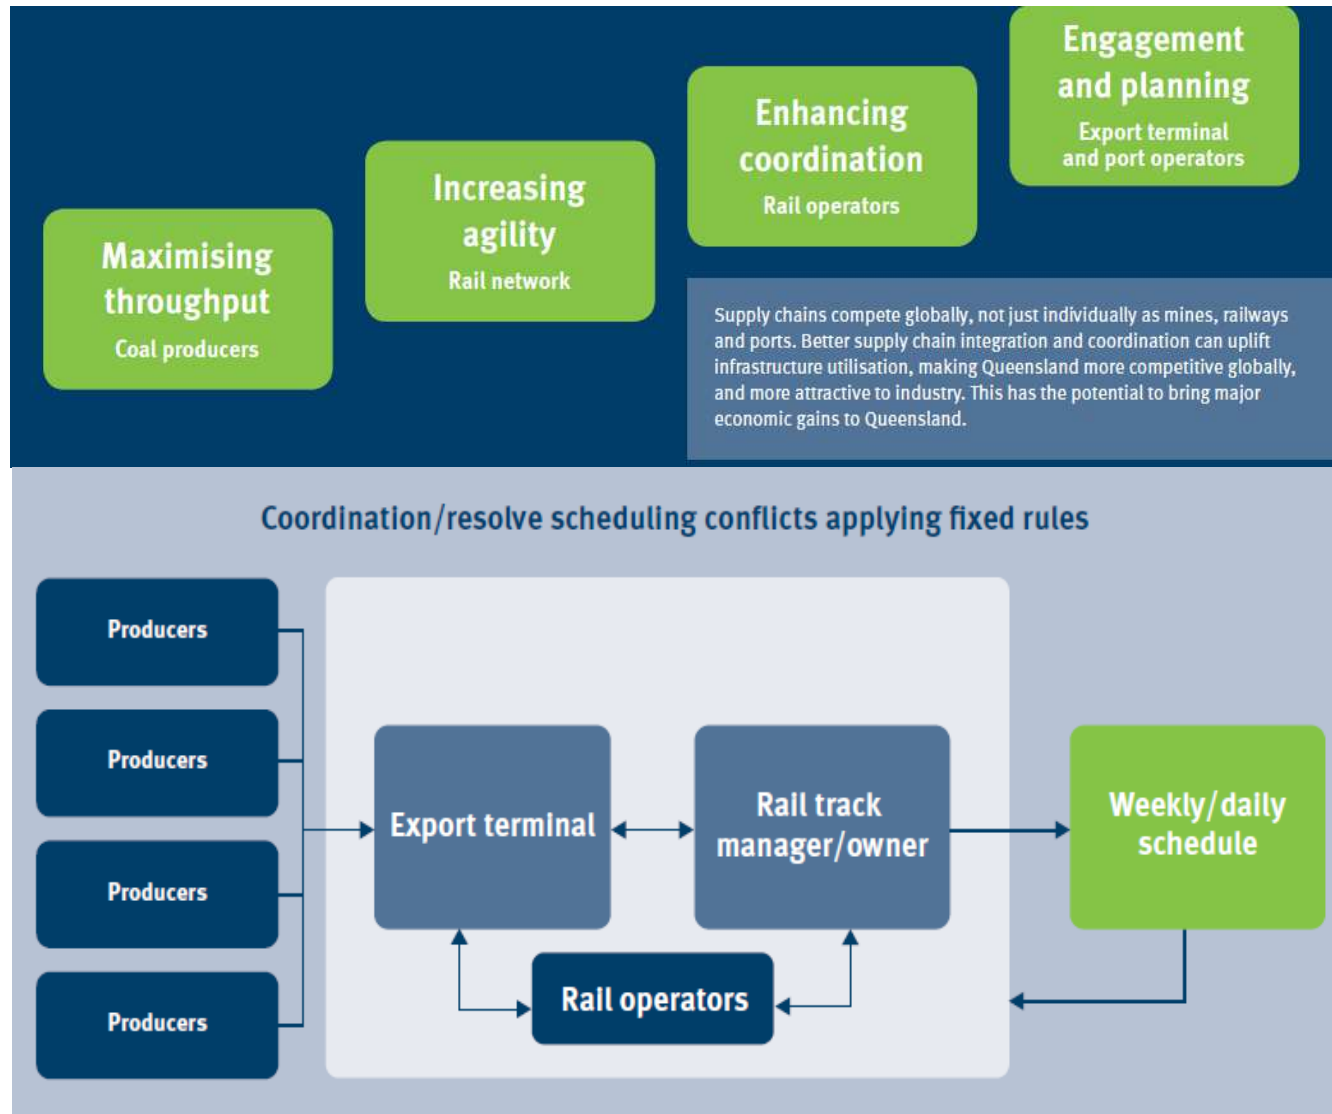 Maximising
throughput
Coal producers
Increasing
agility
Rail network
Enhancing
coordination
Rail operators
Engagement
and planning
Export terminal
and port operators
Supply chains compete globally, not just individually as mines, railways
and ports. Better supply chain integration and coordination can uplift
infrastructure utilisation, making Queensland more competitive globally,
and more attractive to industry. This has the potential to bring major
economic gains to Queensland.
Coordination/resolve scheduling conflicts applying fixed rules
Producers
Producers
Producers
Producers
Export terminal
Rail track
manager/owner
Rail operators
Weekly/daily
schedule